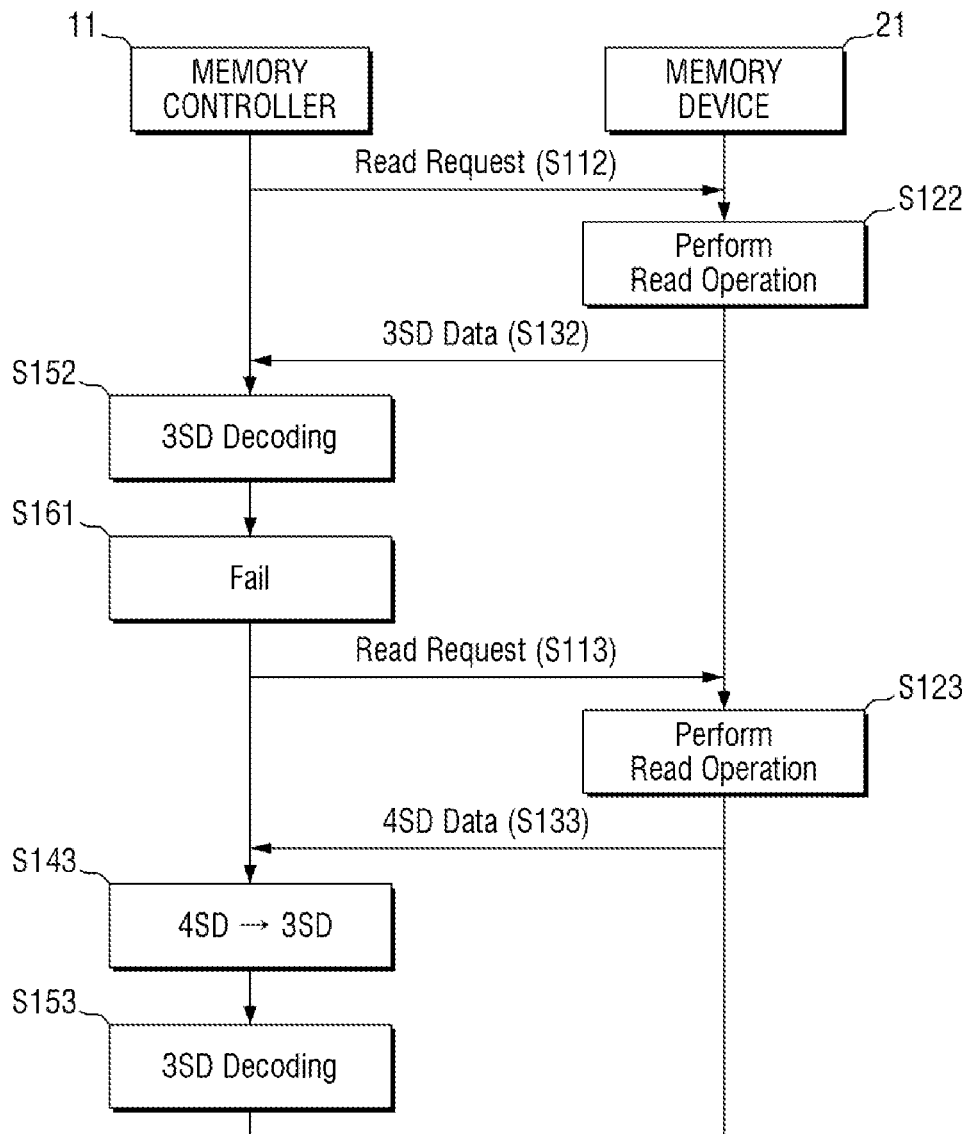 11
21
MEMORY
CONTROLLER
MEMORY
DEVICE
Read Request (S112)
S122
Perform
Read Operation
3SD Data (S132)
S152
3SD Decoding
S161
Fail
Read Request (S113)
S123
Perform
Read Operation
4SD Data (S133)
S143
4SD → 3SD
S153
3SD Decoding